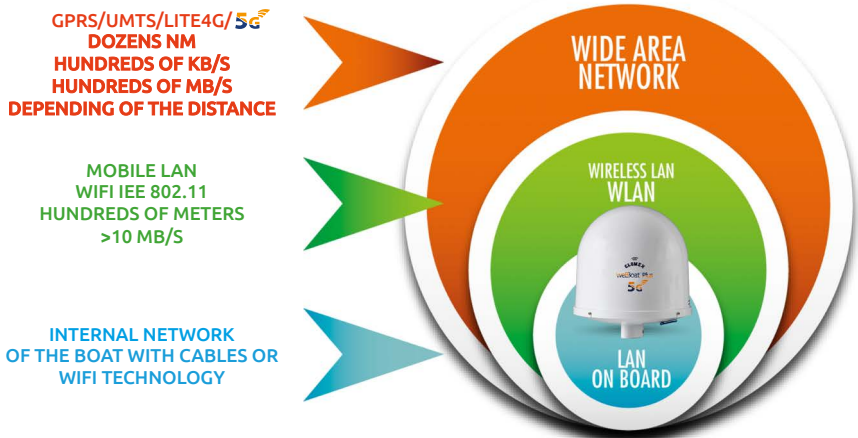 GPRS/UMTS/LITE4G/5G
DOZENS NM
HUNDREDS OF KB/S
HUNDREDS OF MB/S
DEPENDING OF THE DISTANCE
MOBILE LAN
WIFI IEE 802.11
HUNDREDS OF METERS
>10 MB/S
INTERNAL NETWORK
OF THE BOAT WITH CABLES OR
WIFI TECHNOLOGY
WIDE AREA
NETWORK
WIRELESS LAN
WLAN
GLOMEX
weBBoat
5G
LAN
ON BOARD